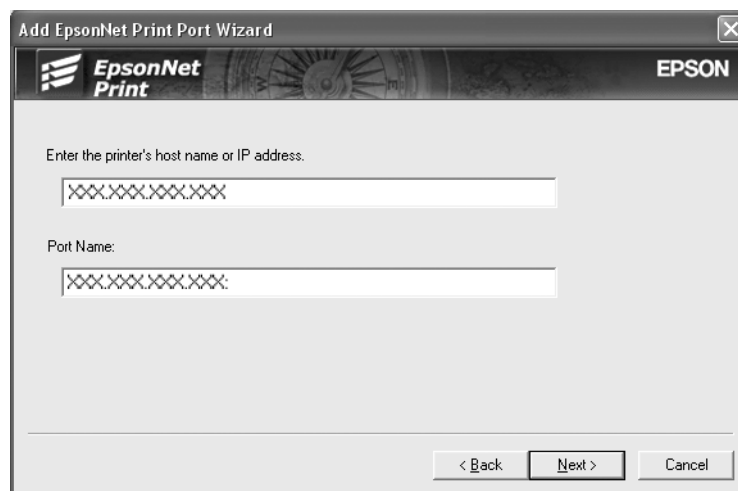 Add EpsonNet Print Port Wizard
EpsonNet
Print
EPSON
Enter the printer's host name or IP address.
XXX.XXX.XXX.XXX
Port Name:
XXX.XXX.XXX.XXX:
< Back
Next >
Cancel